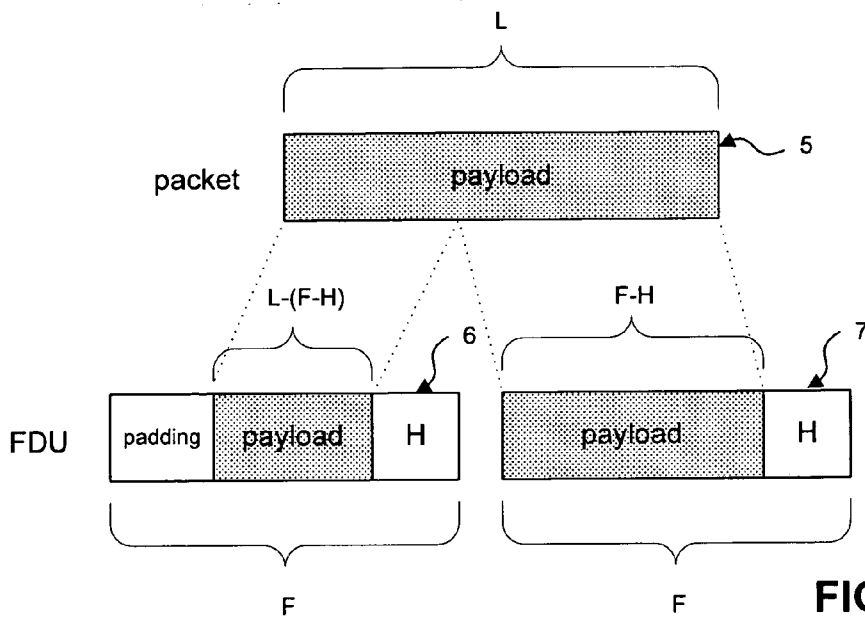 L
5
packet
payload
L-(F-H)
F-H
6
7
FDU
padding
payload
H
payload
H
F
F
FIG